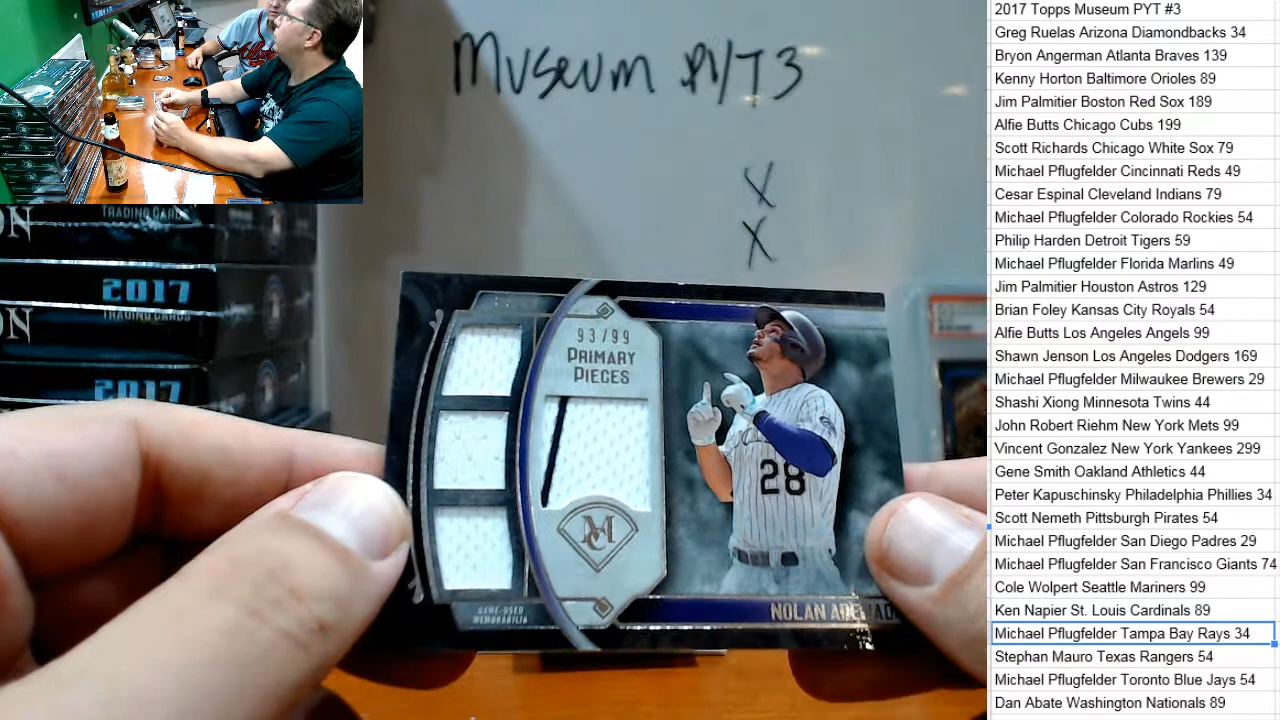 MUSEUM PYT3
X
X
TRADING CARDS
2017
TRADING CARDS
2017
93/99
PRIMARY
PIECES
28
MC
GAME-USED
MEMORABILIA
NOLAN
2017 Topps Museum PYT #3
Greg Ruelas Arizona Diamondbacks 34
Bryon Angerman Atlanta Braves 139
Kenny Horton Baltimore Orioles 89
Jim Palmitier Boston Red Sox 189
Alfie Butts Chicago Cubs 199
Scott Richards Chicago White Sox 79
Michael Pflugfelder Cincinnati Reds 49
Cesar Espinal Cleveland Indians 79
Michael Pflugfelder Colorado Rockies 54
Philip Harden Detroit Tigers 59
Michael Pflugfelder Florida Marlins 49
Jim Palmitier Houston Astros 129
Brian Foley Kansas City Royals 54
Alfie Butts Los Angeles Angels 99
Shawn Jenson Los Angeles Dodgers 169
Michael Pflugfelder Milwaukee Brewers 29
Shashi Xiong Minnesota Twins 44
John Robert Riehm New York Mets 99
Vincent Gonzalez New York Yankees 299
Gene Smith Oakland Athletics 44
Peter Kapuschinsky Philadelphia Phillies 34
Scott Nemeth Pittsburgh Pirates 54
Michael Pflugfelder San Diego Padres 29
Michael Pflugfelder San Francisco Giants 74
Cole Wolpert Seattle Mariners 99
Ken Napier St. Louis Cardinals 89
Michael Pflugfelder Tampa Bay Rays 34
Stephan Mauro Texas Rangers 54
Michael Pflugfelder Toronto Blue Jays 54
Dan Abate Washington Nationals 89